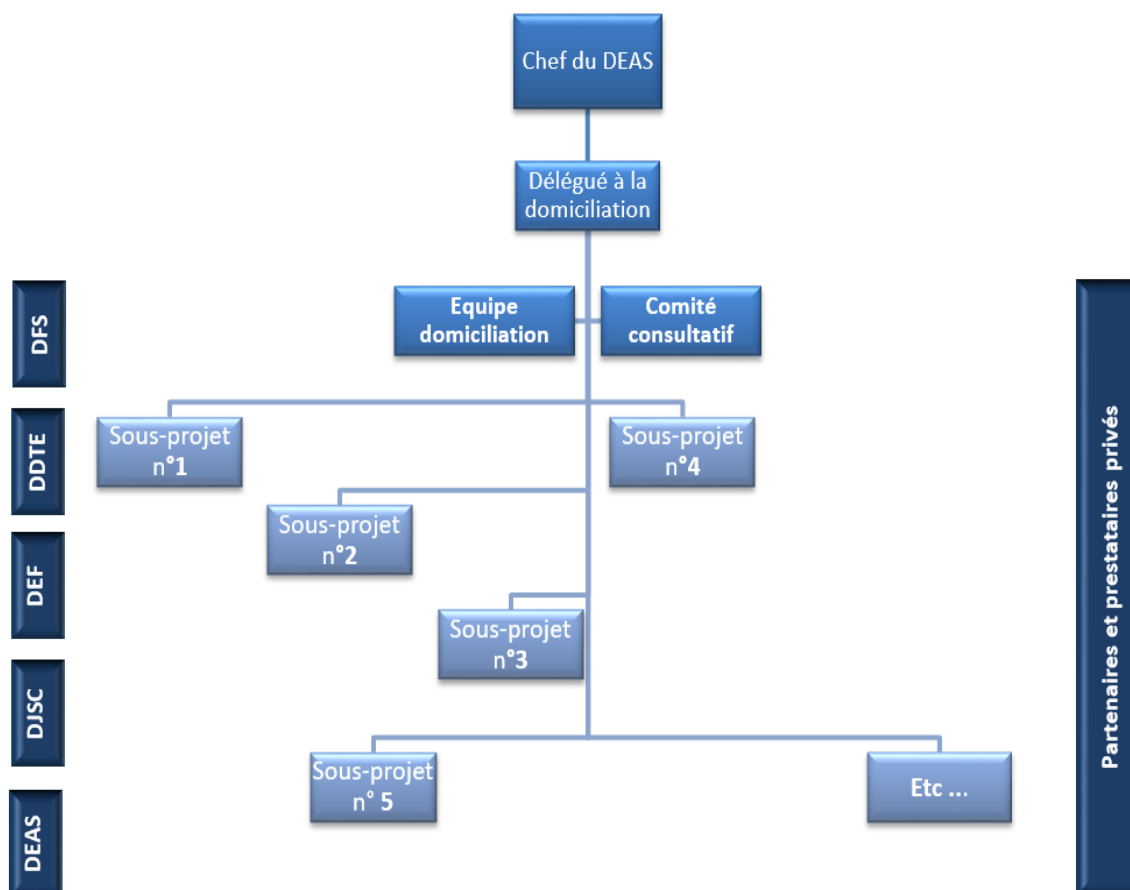 Chef du DEAS
Délégué à la
domiciliation
Equipe
domiciliation
Comité
consultatif
Sous-projet
n°1
Sous-projet
n°4
Sous-projet
n°2
Sous-projet
n°3
Sous-projet
n° 5
Etc ...
DFS
DDTE
DEF
DJSC
DEAS
Partenaires et prestataires privés